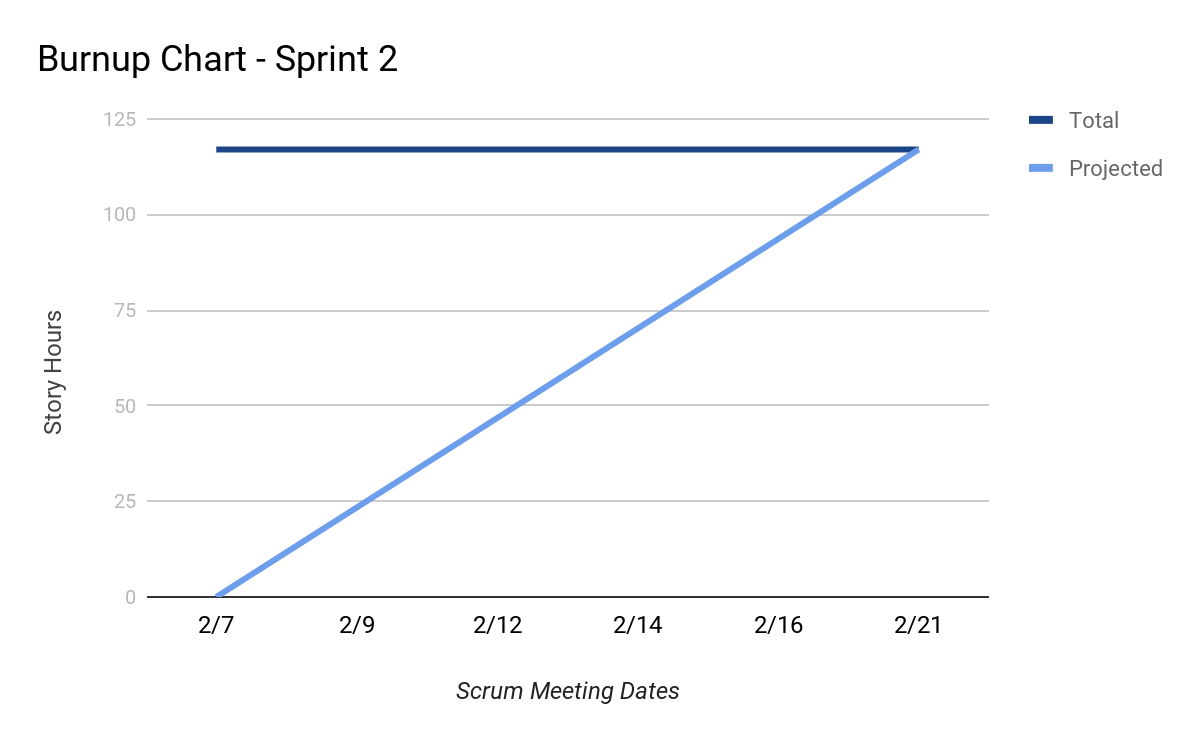 Burnup Chart - Sprint 2
125
100
75
50
25
0
Story Hours
2/7 2/9 2/12 2/14 2/16 2/21
Scrum Meeting Dates
Total
Projected